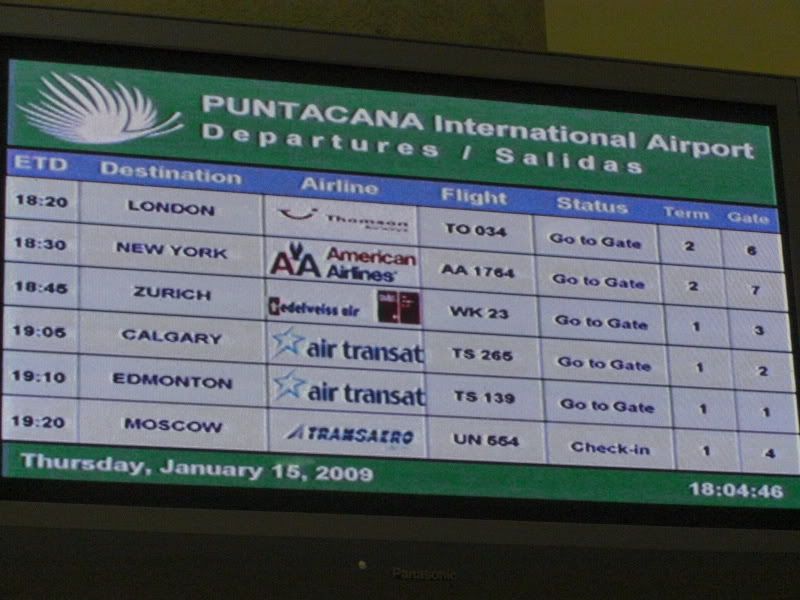 PUNTACANA International Airport
Departures / Salidas
ETD Destination Airline Flight Status Term Gate
18:20 LONDON Thomson Airways TO 034 Go to Gate 2 6
18:30 NEW YORK American Airlines AA 1764 Go to Gate 2 7
18:45 ZURICH edelweiss air WK 23 Go to Gate 1 3
19:05 CALGARY air transat TS 265 Go to Gate 1 2
19:10 EDMONTON air transat TS 139 Go to Gate 1 1
19:20 MOSCOW TRANSAERO UN 554 Check-in 1 4
Thursday, January 15, 2009 18:04:46
Panasonic